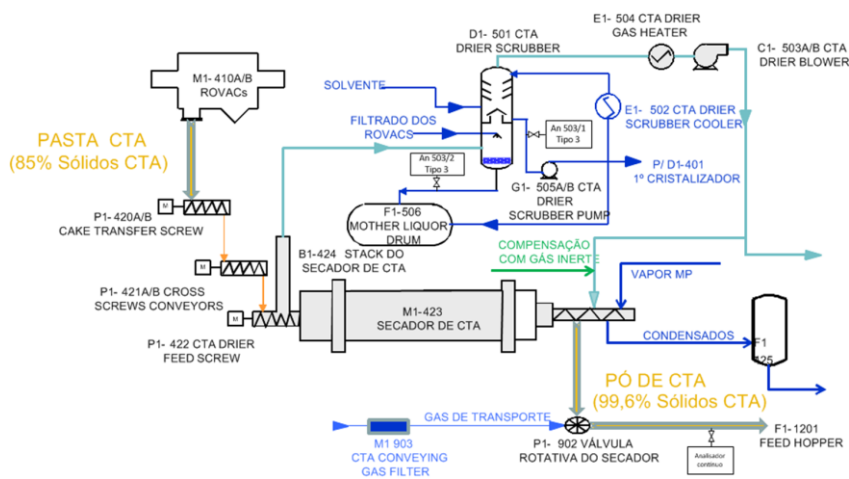 D1- 501 CTA
DRIER SCRUBBER
E1- 504 CTA DRIER
GAS HEATER
C1- 503A/B CTA
DRIER BLOWER
M1- 410A/B
ROVACs
SOLVENTE
FILTRADO DOS
ROVACS
An 503/1
Tipo 3
An 503/2
Tipo 3
E1- 502 CTA DRIER
SCRUBBER COOLER
PASTA CTA
(85% Sólidos CTA)
P/ D1-401
1º CRISTALIZADOR
G1- 505A/B CTA
DRIER
SCRUBBER PUMP
F1-506
MOTHER LIQUOR
DRUM
M
P1- 420A/B
CAKE TRANSFER SCREW
B1-424 STACK DO
SECADOR DE CTA
COMPENSAÇÃO
COM GÁS INERTE
VAPOR MP
M
P1- 421A/B CROSS
SCREWS CONVEYORS
M
M1-423
SECADOR DE CTA
CONDENSADOS
F1
125
P1- 422 CTA DRIER
FEED SCREW
PÓ DE CTA
(99,6% Sólidos CTA)
GAS DE TRANSPORTE
F1- 1201
FEED HOPPER
M1 903
CTA CONVEYING
GAS FILTER
P1- 902 VÁLVULA
ROTATIVA DO SECADOR
Analisador
contínuo